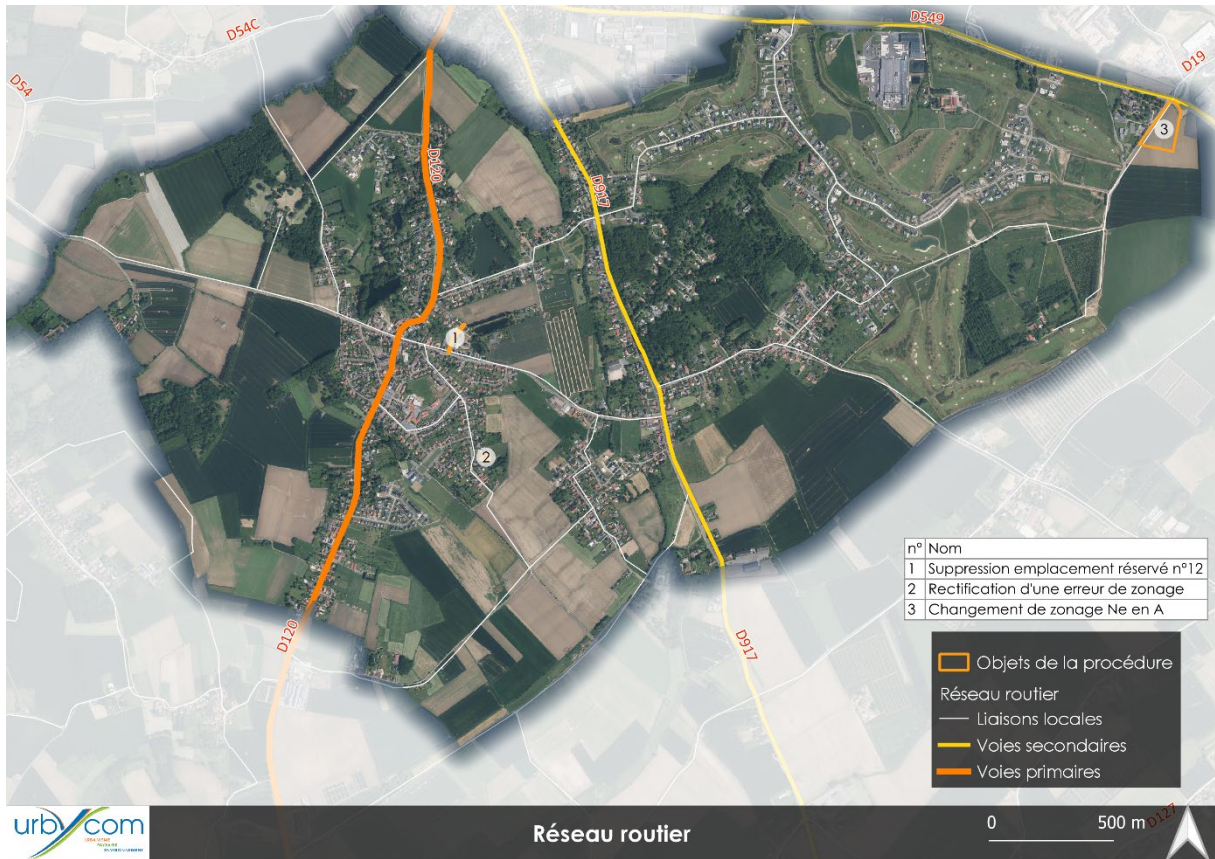 D54C
D549
D19
D54
D120
D917
3
1
2
n° Nom
1 Suppression emplacement réservé n°12
2 Rectification d'une erreur de zonage
3 Changement de zonage Ne en A
D120
D917
Objets de la procédure
Réseau routier
Liaisons locales
Voies secondaires
Voies primaires
urbycom
Réseau routier
0 500 m
D127